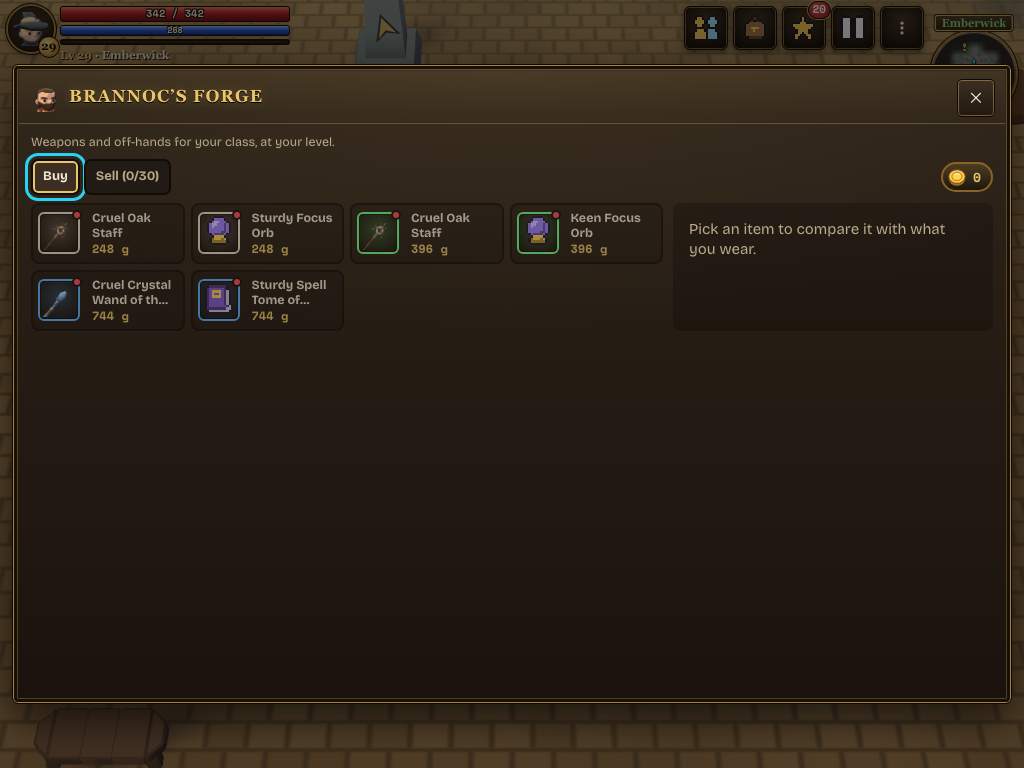 342 / 342
268
29
Lv 29 · Emberwick
20
Emberwick
BRANNOC'S FORGE
Weapons and off-hands for your class, at your level.
Buy
Sell (0/30)
0
Cruel Oak
Staff
248 g
Sturdy Focus
Orb
248 g
Cruel Oak
Staff
396 g
Keen Focus
Orb
396 g
Pick an item to compare it with what
you wear.
Cruel Crystal
Wand of th...
744 g
Sturdy Spell
Tome of...
744 g